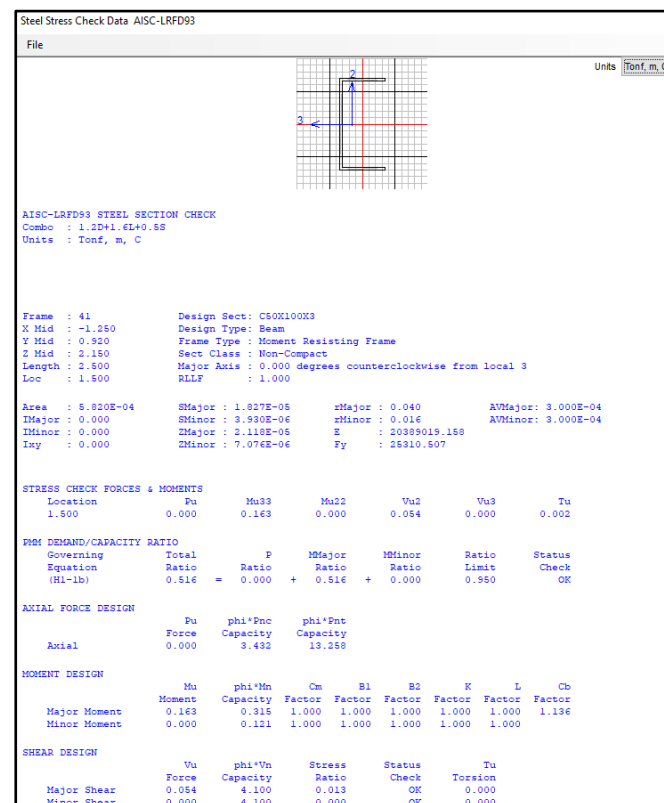 Steel Stress Check Data AISC-LRFD93
File
Units Tonf, m, C
2
3
AISC-LRFD93 STEEL SECTION CHECK
Combo : 1.2D+1.6L+0.5S
Units : Tonf, m, C
Frame : 41 Design Sect: C50X100X3
X Mid : -1.250 Design Type: Beam
Y Mid : 0.920 Frame Type : Moment Resisting Frame
Z Mid : 2.150 Sect Class : Non-Compact
Length : 2.500 Major Axis : 0.000 degrees counterclockwise from local 3
Loc : 1.500 RLLF : 1.000
Area : 5.820E-04 SMajor : 1.827E-05 rMajor : 0.040 AVMajor: 3.000E-04
IMajor : 0.000 SMinor : 3.930E-06 rMinor : 0.016 AVMinor: 3.000E-04
IMinor : 0.000 ZMajor : 2.118E-05 E : 20389019.158
Ixy : 0.000 ZMinor : 7.076E-06 Fy : 25310.507
STRESS CHECK FORCES & MOMENTS
Location Pu Mu33 Mu22 Vu2 Vu3 Tu
1.500 0.000 0.163 0.000 0.054 0.000 0.002
PMM DEMAND/CAPACITY RATIO
Governing Total P MMajor MMinor Ratio Status
Equation Ratio Ratio Ratio Ratio Limit Check
(H1-1b) 0.516 = 0.000 + 0.516 + 0.000 0.950 OK
AXIAL FORCE DESIGN
Pu phi*Pnc phi*Pnt
Force Capacity Capacity
Axial 0.000 3.432 13.258
MOMENT DESIGN
Mu phi*Mn Cm B1 B2 K L Cb
Moment Capacity Factor Factor Factor Factor Factor Factor
Major Moment 0.163 0.315 1.000 1.000 1.000 1.000 1.000 1.136
Minor Moment 0.000 0.121 1.000 1.000 1.000 1.000 1.000
SHEAR DESIGN
Vu phi*Vn Stress Status Tu
Force Capacity Ratio Check Torsion
Major Shear 0.054 4.100 0.013 OK 0.000
Minor Shear 0.000 4.100 0.000 OK 0.000